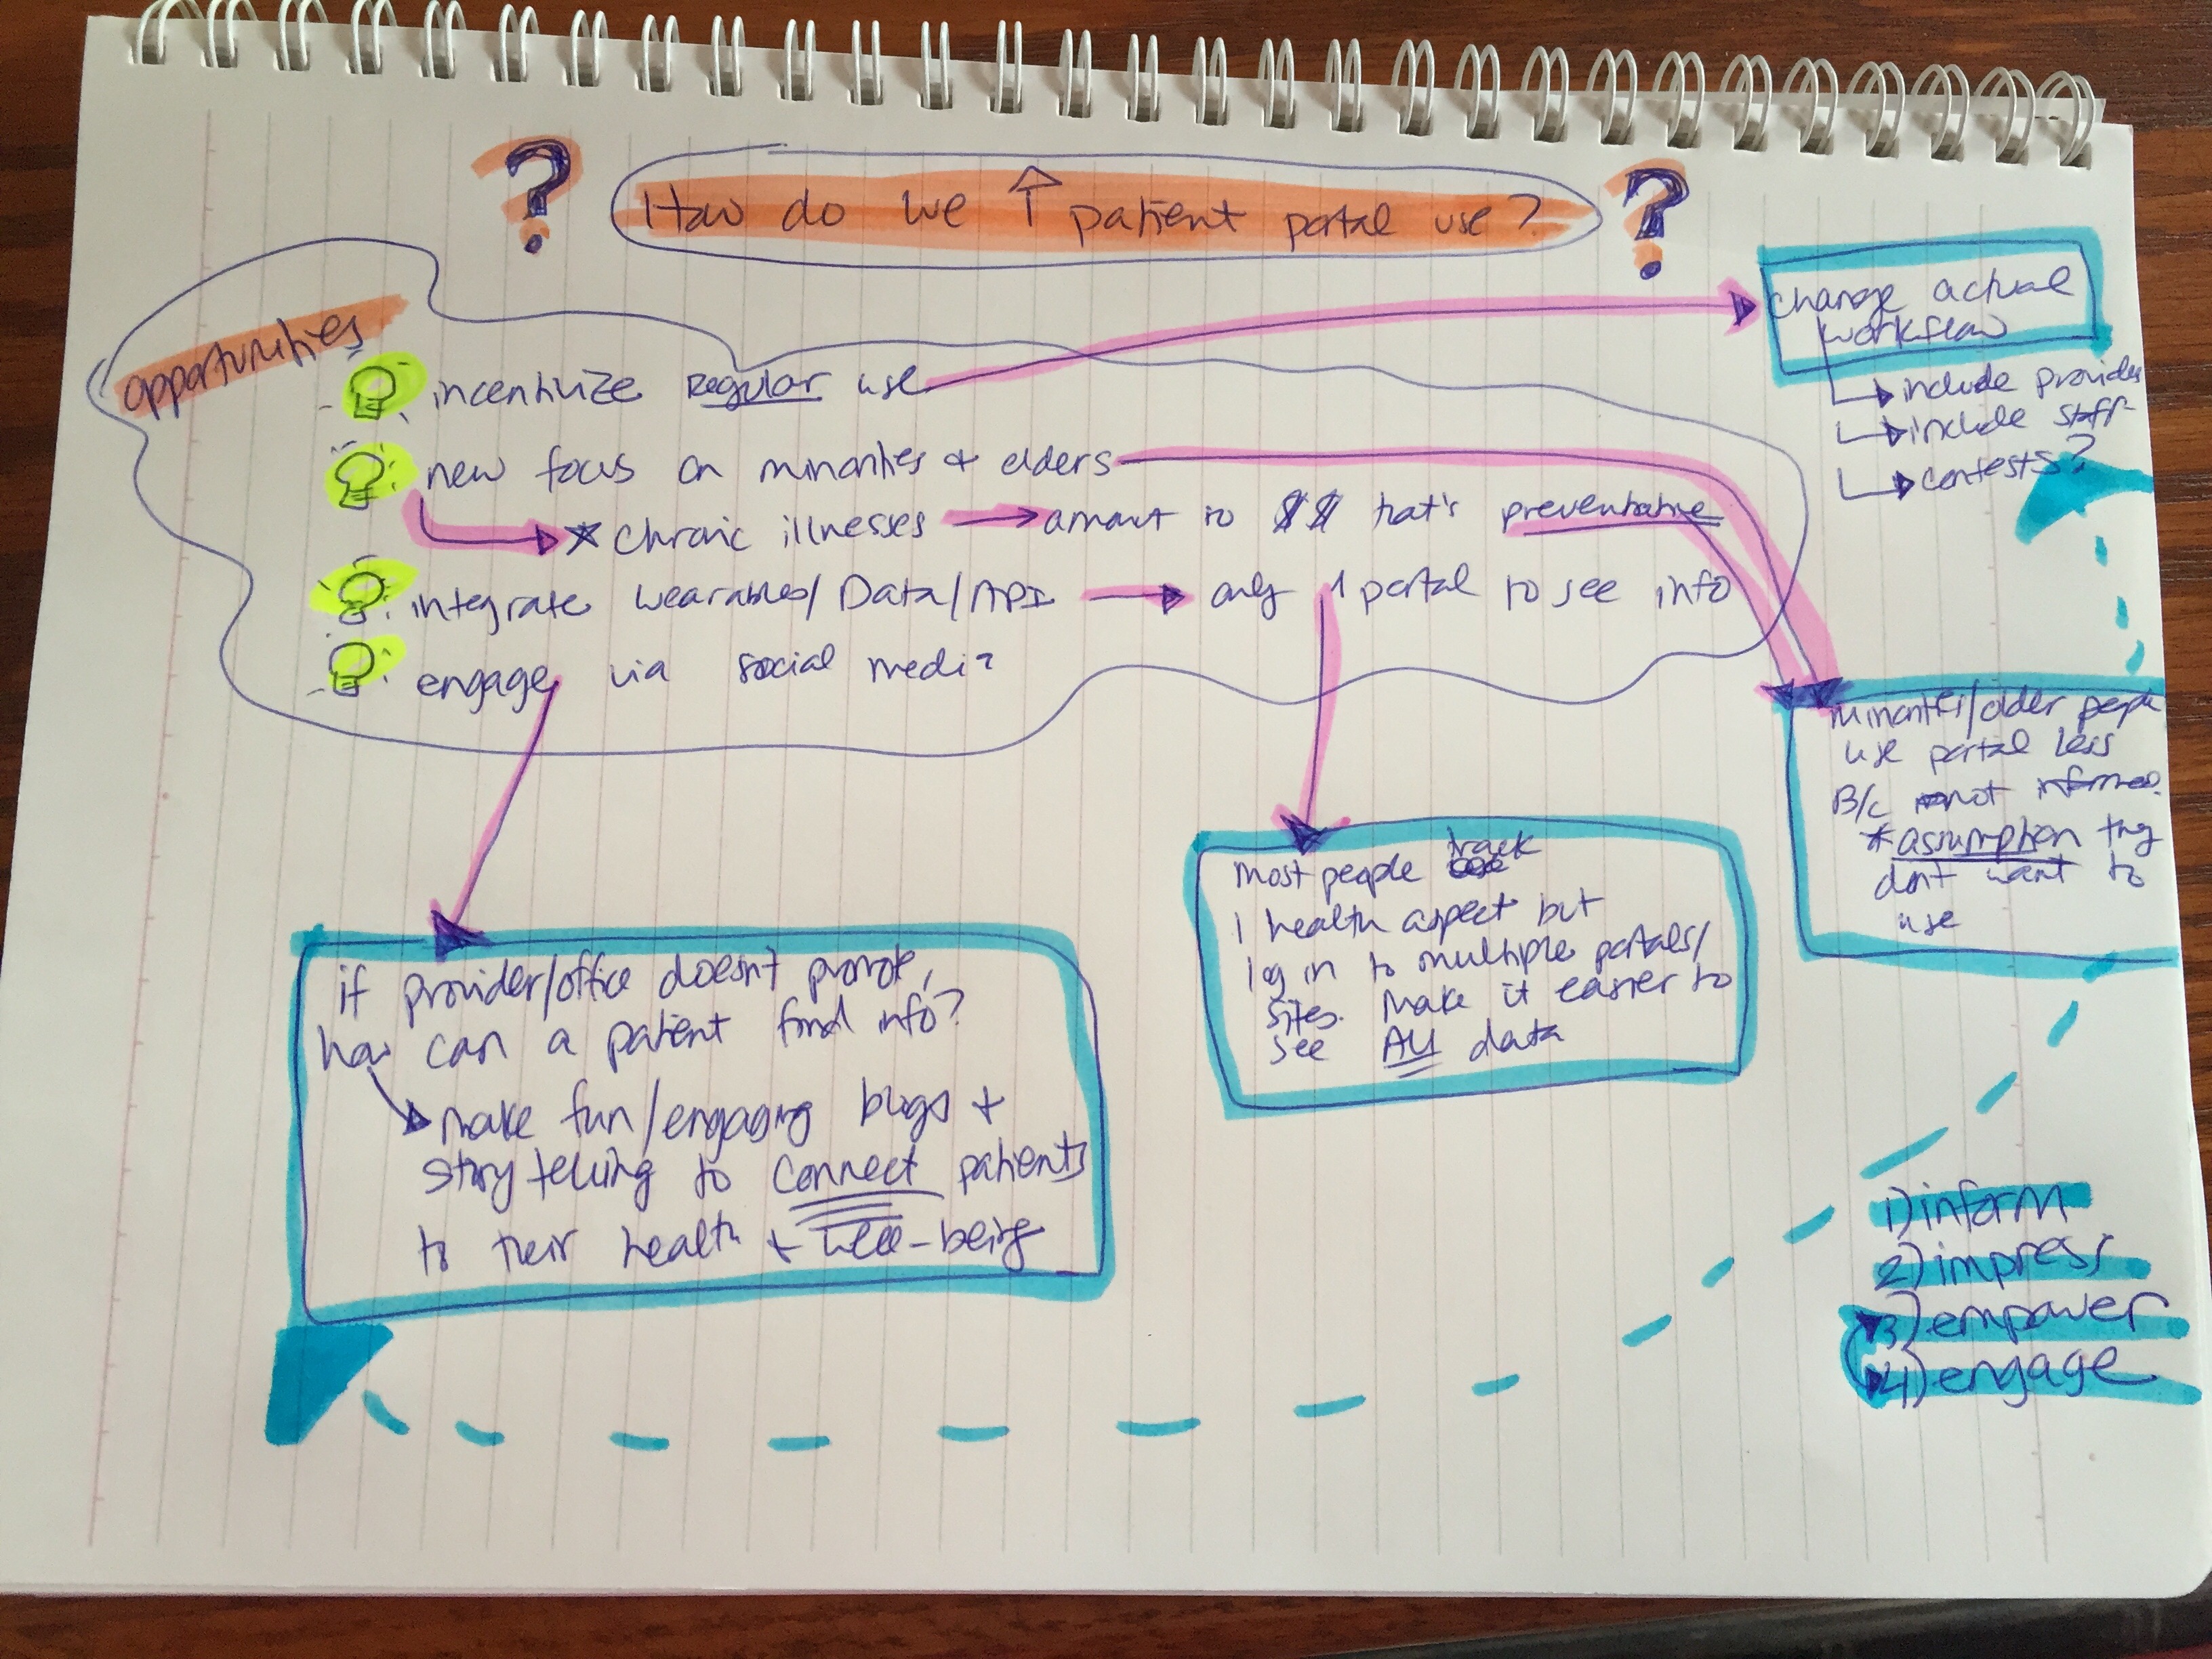 ? How do we ↑ patient portal use? ?
opportunities
incentivize Regular use
new focus on minorities & elders
* chronic illnesses → amount to $$ that's preventative
integrate wearables/Data/API → only 1 portal to see info
engage via social media
change actual
workflow
include provider
include staff
contests?
minorities/older people
use portal less
B/c not informed.
* assumption they
don't want to
use
most people track
1 health aspect but
log in to multiple portals/
sites. Make it easier to
see All data
if provider/office doesn't promote,
how can a patient find info?
make fun/engaging blogs +
story telling to connect patients
to their health + well-being
1) inform
2) impress
3) empower
4) engage